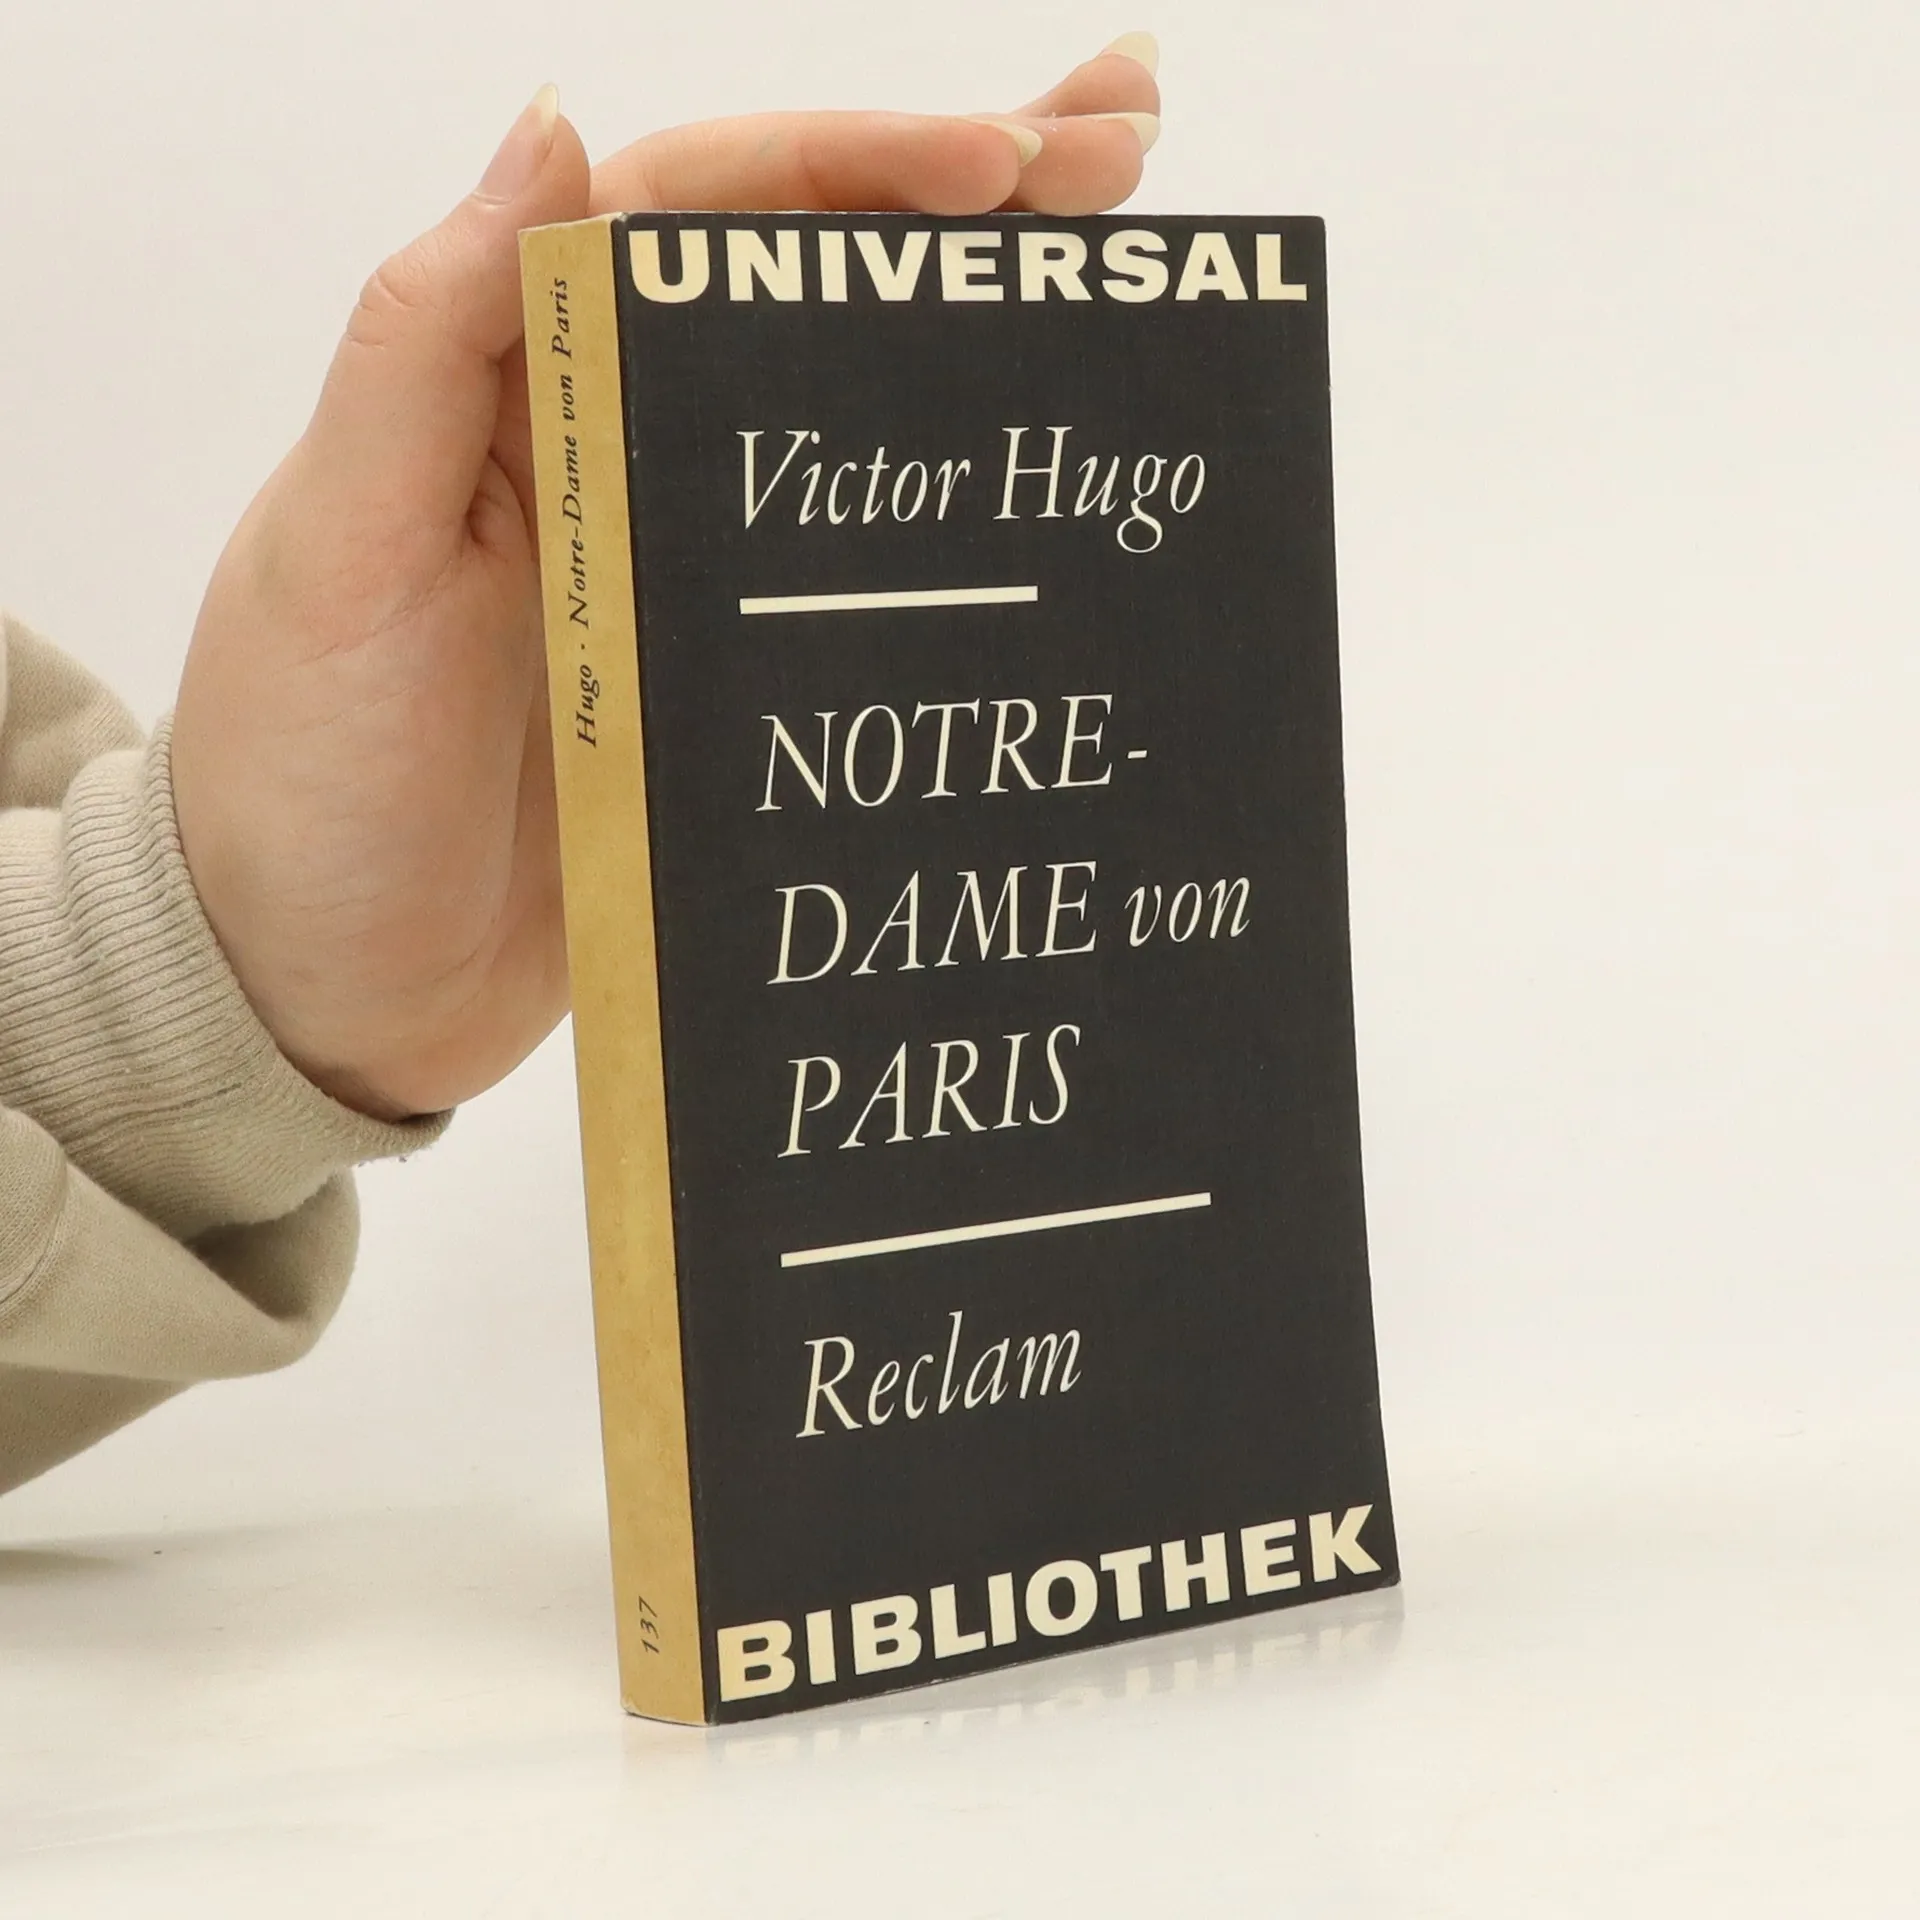 UNIVERSAL
Victor Hugo
NOTRE-
DAME von
PARIS
Reclam
BIBLIOTHEK
Hugo · Notre-Dame von Paris
137